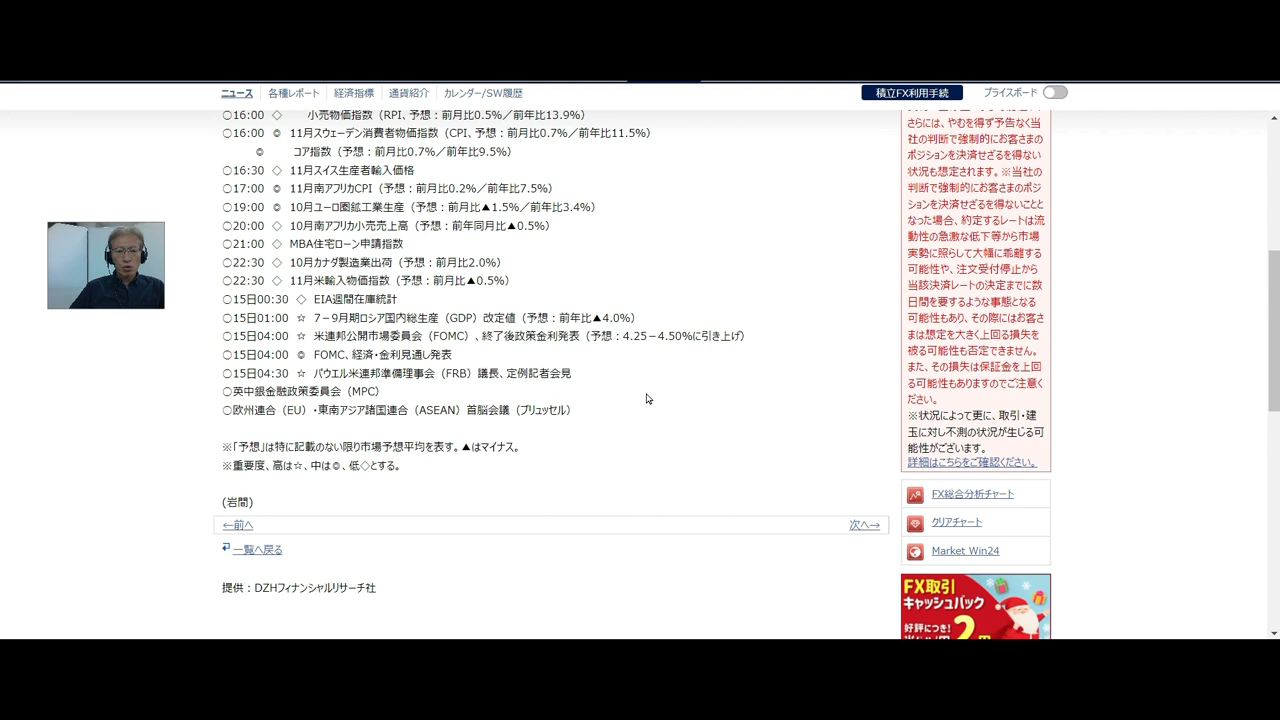 ニュース 各種レポート 経済指標 通貨紹介 カレンダー/SW履歴 積立FX利用手続 プライスボード
○16:00 ◇ 小売物価指数（RPI、予想：前月比0.5%／前年比13.9%）
○16:00 ◎ 11月スウェーデン消費者物価指数（CPI、予想：前月比0.7%／前年比11.5%）
◎ コア指数（予想：前月比0.7%／前年比9.5%）
○16:30 ◇ 11月スイス生産者輸入価格
○17:00 ◎ 11月南アフリカCPI（予想：前月比0.2%／前年比7.5%）
○19:00 ◎ 10月ユーロ圏鉱工業生産（予想：前月比▲1.5%／前年比3.4%）
○20:00 ◇ 10月南アフリカ小売売上高（予想：前年同月比▲0.5%）
○21:00 ◇ MBA住宅ローン申請指数
○22:30 ◇ 10月カナダ製造業出荷（予想：前月比2.0%）
○22:30 ◇ 11月米輸入物価指数（予想：前月比▲0.5%）
○15日00:30 ◇ EIA週間在庫統計
○15日01:00 ☆ 7－9月期ロシア国内総生産（GDP）改定値（予想：前年比▲4.0%）
○15日04:00 ☆ 米連邦公開市場委員会（FOMC）、終了後政策金利発表（予想：4.25－4.50%に引き上げ）
○15日04:00 ◎ FOMC、経済・金利見通し発表
○15日04:30 ☆ パウエル米連邦準備理事会（FRB）議長、定例記者会見
○英中銀金融政策委員会（MPC）
○欧州連合（EU）・東南アジア諸国連合（ASEAN）首脳会議（ブリュッセル）
※「予想」は特に記載のない限り市場予想平均を表す。▲はマイナス。
※重要度、高は☆、中は◎、低◇とする。
(岩間)
←前へ 次へ→
一覧へ戻る
提供：DZHフィナンシャルリサーチ社
さらには、やむを得ず予告なく当
社の判断で強制的にお客さまの
ポジションを決済せざるを得ない
状況も想定されます。※当社の
判断で強制的にお客さまのポジ
ションを決済せざるを得ないことと
なった場合、約定するレートは流
動性の急激な低下等から市場
実勢に照らして大幅に乖離する
可能性や、注文受付停止から
当該決済レートの決定までに数
日間を要するような事態となる
可能性もあり、その際にはお客さ
まは想定を大きく上回る損失を
被る可能性も否定できません。
また、その損失は保証金を上回
る可能性もありますのでご注意く
ださい。
※状況によって更に、取引・建
玉に対し不測の状況が生じる可
能性がございます。
詳細はこちらをご確認ください。
FX総合分析チャート
クリアチャート
Market Win24
FX取引
キャッシュバック
好評につき!
2